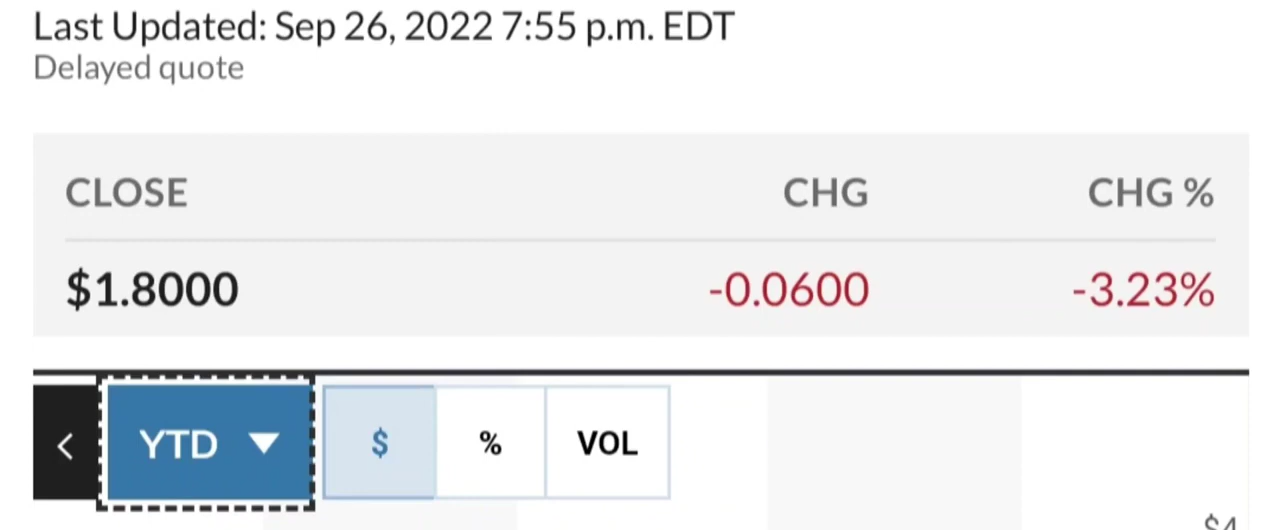 Last Updated: Sep 26, 2022 7:55 p.m. EDT
Delayed quote
CLOSE CHG CHG %
$1.8000 -0.0600 -3.23%
YTD $ % VOL